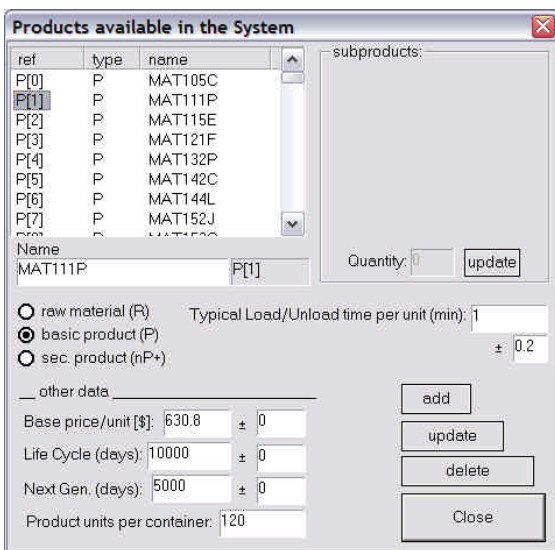 Products available in the System
ref type name
P[0] P MAT105C
P[1] P MAT111P
P[2] P MAT115E
P[3] P MAT121F
P[4] P MAT132P
P[5] P MAT142C
P[6] P MAT144L
P[7] P MAT152J
subproducts:
Quantity: 0 update
Name
MAT111P P[1]
raw material (R)
basic product (P)
sec. product (nP+)
Typical Load/Unload time per unit (min): 1
± 0.2
__ other data
Base price/unit [$]: 630.8 ± 0
Life Cycle (days): 10000 ± 0
Next Gen. (days): 5000 ± 0
Product units per container: 120
add
update
delete
Close